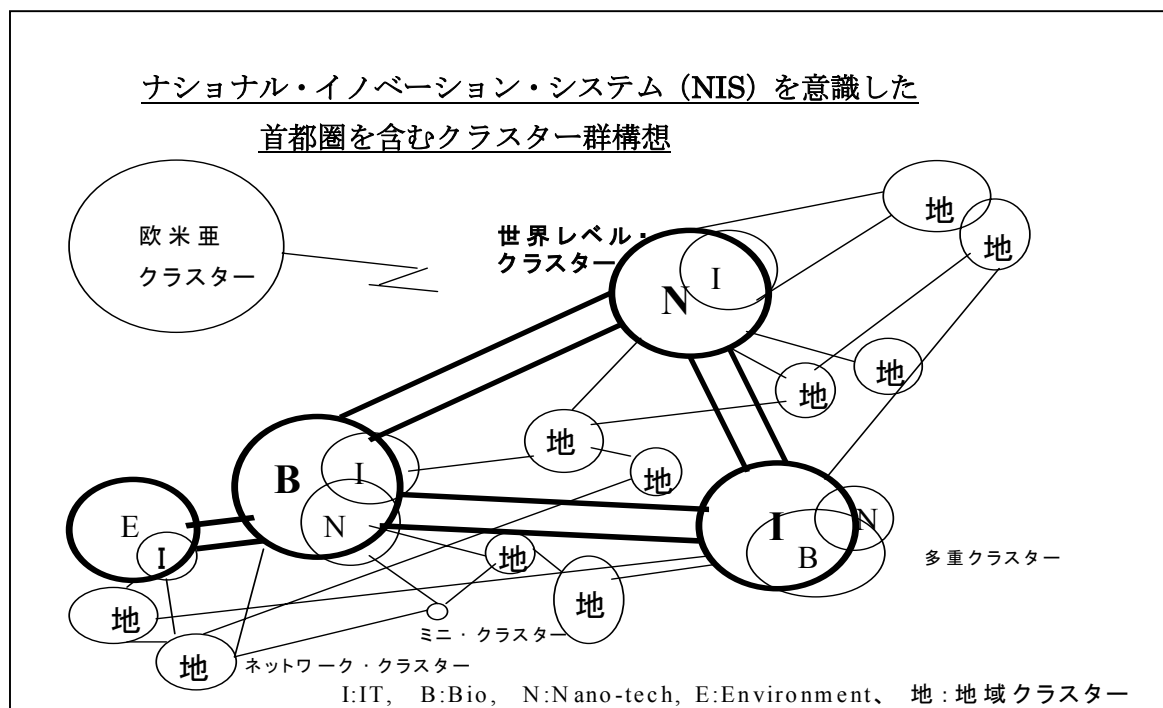 ナショナル・イノベーション・システム（NIS）を意識した
首都圏を含むクラスター群構想
欧米亜
クラスター
世界レベル・
クラスター
N
I
地
地
地
地
地
地
B
I
N
E
I
地
地
地
地
I
N
B
多重クラスター
ミニ・クラスター
ネットワーク・クラスター
I:IT, B:Bio, N:Nano-tech, E:Environment、 地:地域クラスター